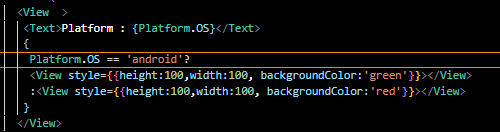 <View  >
<Text>Platform : {Platform.OS}</Text>
{
Platform.OS == 'android'?
<View style={{height:100,width:100, backgroundColor:'green'}}></View>
:<View style={{height:100,width:100, backgroundColor:'red'}}></View>
}
</View>